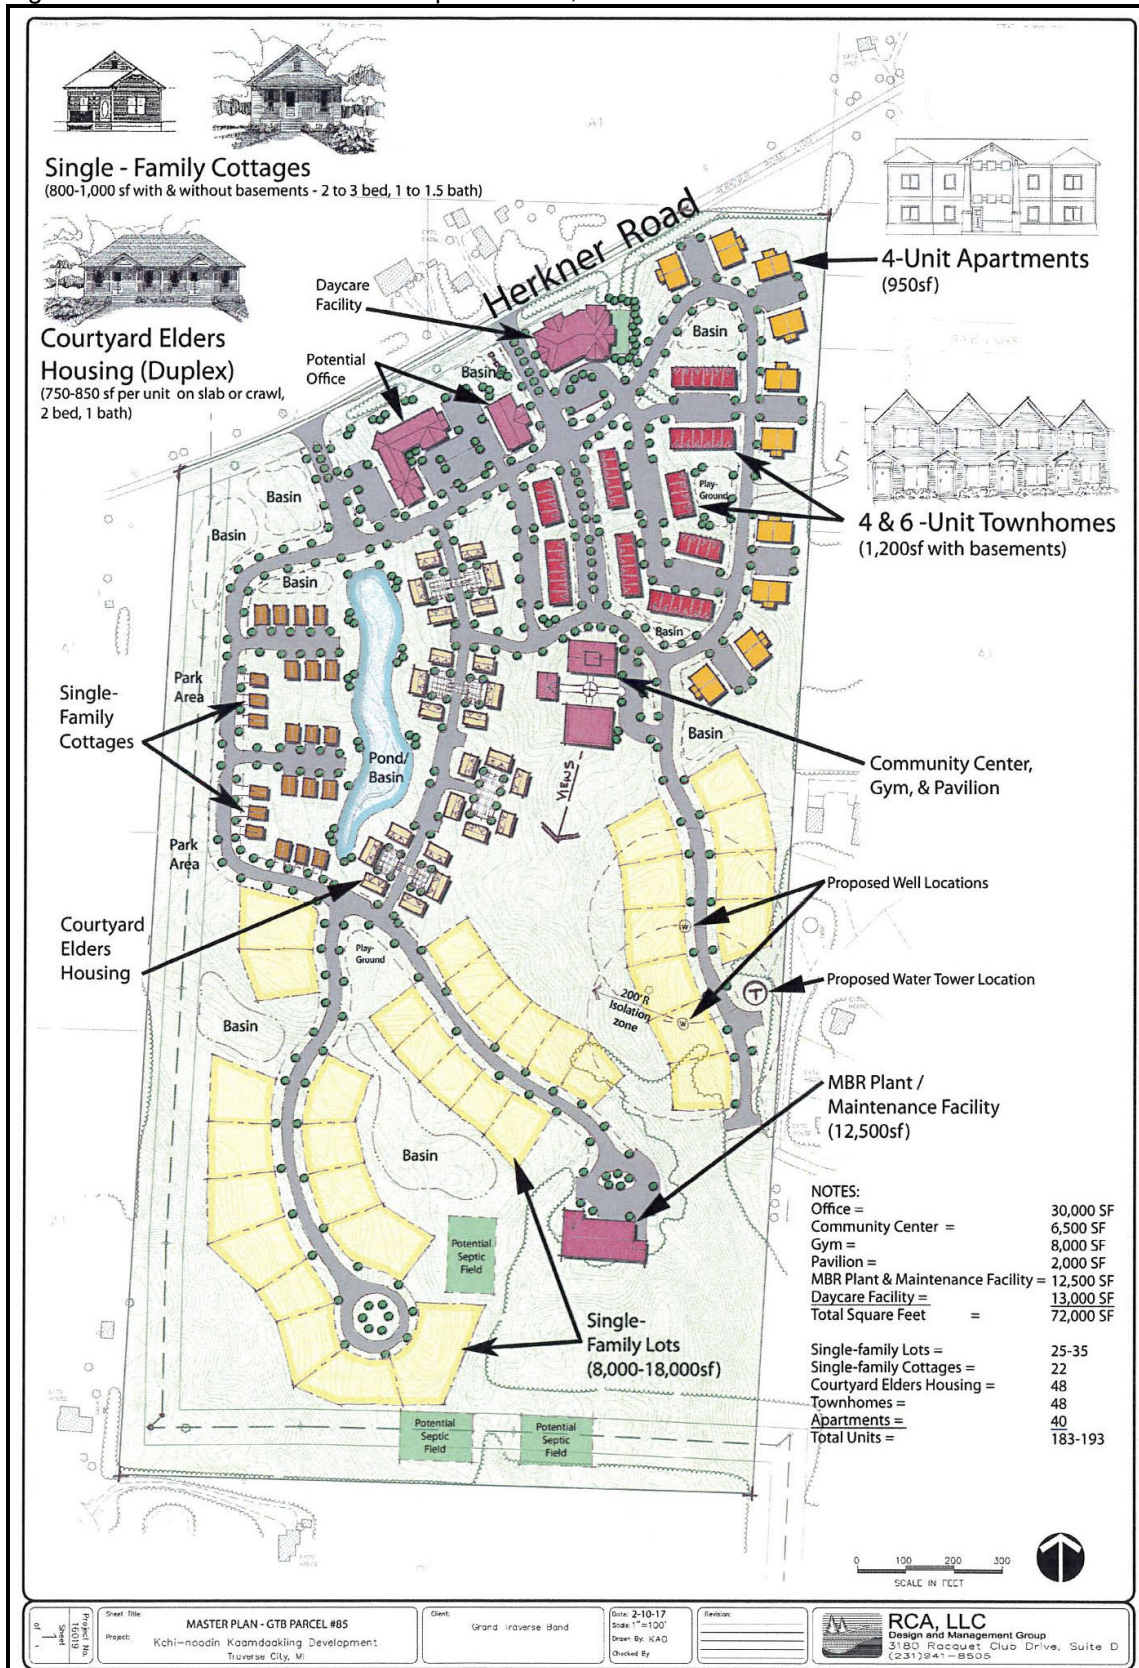 Single - Family Cottages
(800-1,000 sf with & without basements - 2 to 3 bed, 1 to 1.5 bath)
Courtyard Elders
Housing (Duplex)
(750-850 sf per unit on slab or crawl,
2 bed, 1 bath)
Herkner Road
Daycare
Facility
Potential
Office
4-Unit Apartments
(950sf)
4 & 6 -Unit Townhomes
(1,200sf with basements)
Basin
Basin
Basin
Basin
Basin
Play-
Ground
Basin
Park
Area
Single-
Family
Cottages
Pond/
Basin
VIEWS
Basin
Community Center,
Gym, & Pavilion
Park
Area
Proposed Well Locations
W
Courtyard
Elders
Housing
Play-
Ground
Proposed Water Tower Location
T
200'R
Isolation
zone
W
Basin
MBR Plant /
Maintenance Facility
(12,500sf)
Basin
Potential
Septic
Field
Single-
Family Lots
(8,000-18,000sf)
Potential
Septic
Field
Potential
Septic
Field
NOTES:
Office = 30,000 SF
Community Center = 6,500 SF
Gym = 8,000 SF
Pavilion = 2,000 SF
MBR Plant & Maintenance Facility = 12,500 SF
Daycare Facility = 13,000 SF
Total Square Feet = 72,000 SF
Single-family Lots = 25-35
Single-family Cottages = 22
Courtyard Elders Housing = 48
Townhomes = 48
Apartments = 40
Total Units = 183-193
0 100 200 300
SCALE IN FEET
Project No.
16019
Sheet
1
of
Sheet Title:
MASTER PLAN - GTB PARCEL #85
Project:
Kchi-noodin Kaamdaakling Development
Traverse City, MI
Client:
Grand Traverse Band
Date: 2-10-17
Scale: 1"=100'
Drawn By: KAO
Checked By
Revision:
RCA, LLC
Design and Management Group
3180 Racquet Club Drive, Suite D
(231)941-8505